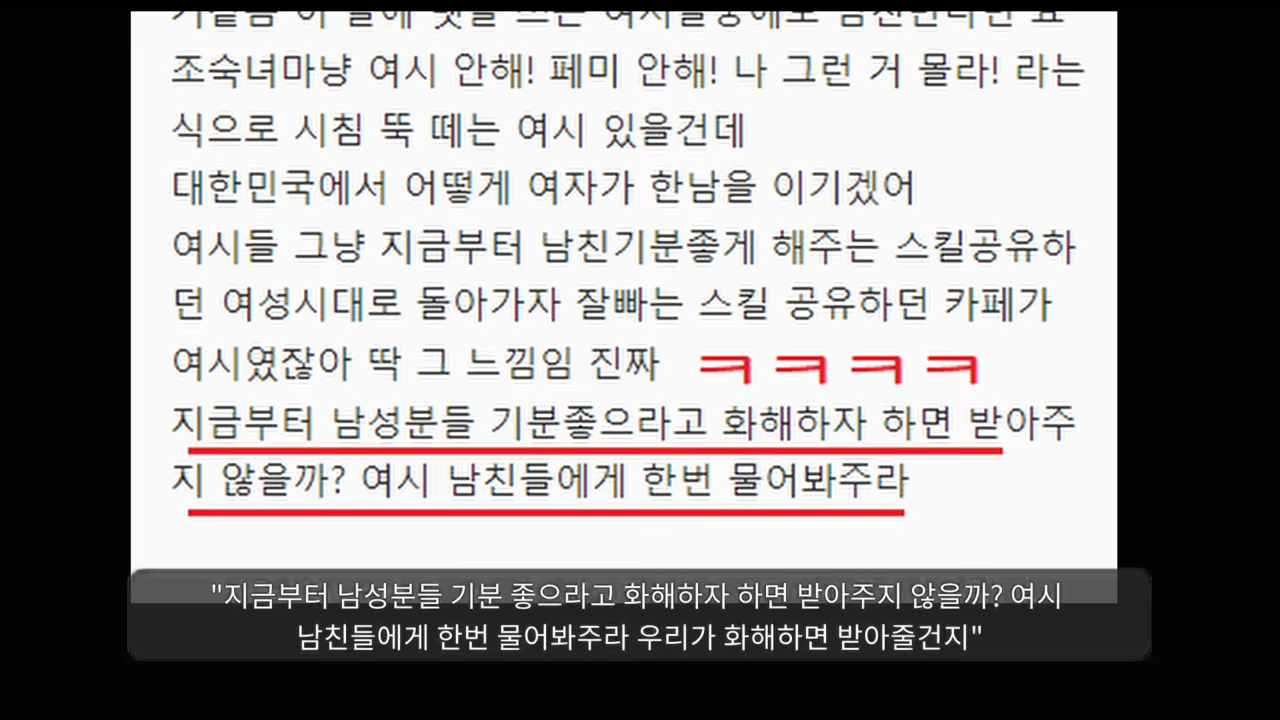 조숙녀마냥 여시 안해! 페미 안해! 나 그런 거 몰라! 라는
식으로 시침 뚝 떼는 여시 있을건데
대한민국에서 어떻게 여자가 한남을 이기겠어
여시들 그냥 지금부터 남친기분좋게 해주는 스킬공유하
던 여성시대로 돌아가자 잘빠는 스킬 공유하던 카페가
여시였잖아 딱 그 느낌임 진짜 ㅋㅋㅋㅋ
지금부터 남성분들 기분좋으라고 화해하자 하면 받아주
지 않을까? 여시 남친들에게 한번 물어봐주라
"지금부터 남성분들 기분 좋으라고 화해하자 하면 받아주지 않을까? 여시
남친들에게 한번 물어봐주라 우리가 화해하면 받아줄건지"